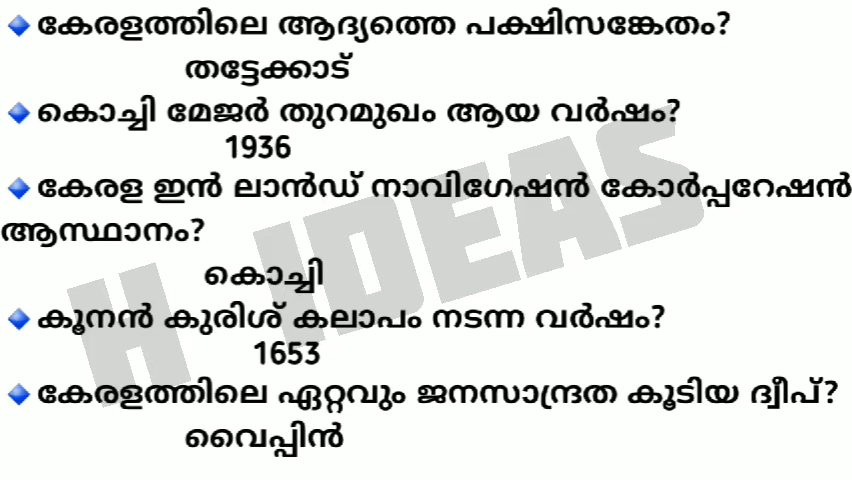 കേരളത്തിലെ ആദ്യത്തെ പക്ഷിസങ്കേതം?
തട്ടേക്കാട്
കൊച്ചി മേജർ തുറമുഖം ആയ വർഷം?
1936
കേരള ഇൻ ലാൻഡ് നാവിഗേഷൻ കോർപ്പറേഷൻ
ആസ്ഥാനം?
കൊച്ചി
കൂനൻ കുരിശ് കലാപം നടന്ന വർഷം?
1653
കേരളത്തിലെ ഏറ്റവും ജനസാന്ദ്രത കൂടിയ ദ്വീപ്?
വൈപ്പിൻ
H IDEAS